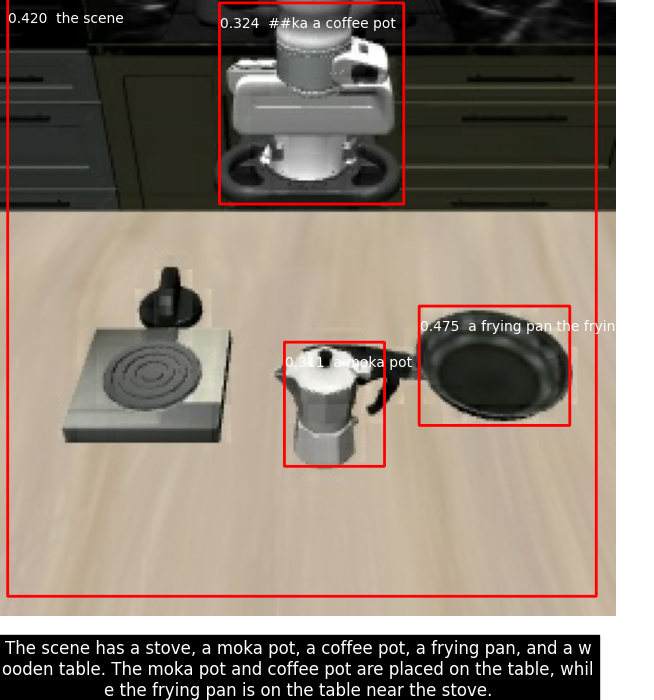 0.420  the scene
0.324  ##ka a coffee pot
0.475  a frying pan the fryin
0.311  a moka pot
The scene has a stove, a moka pot, a coffee pot, a frying pan, and a w
ooden table. The moka pot and coffee pot are placed on the table, whil
e the frying pan is on the table near the stove.